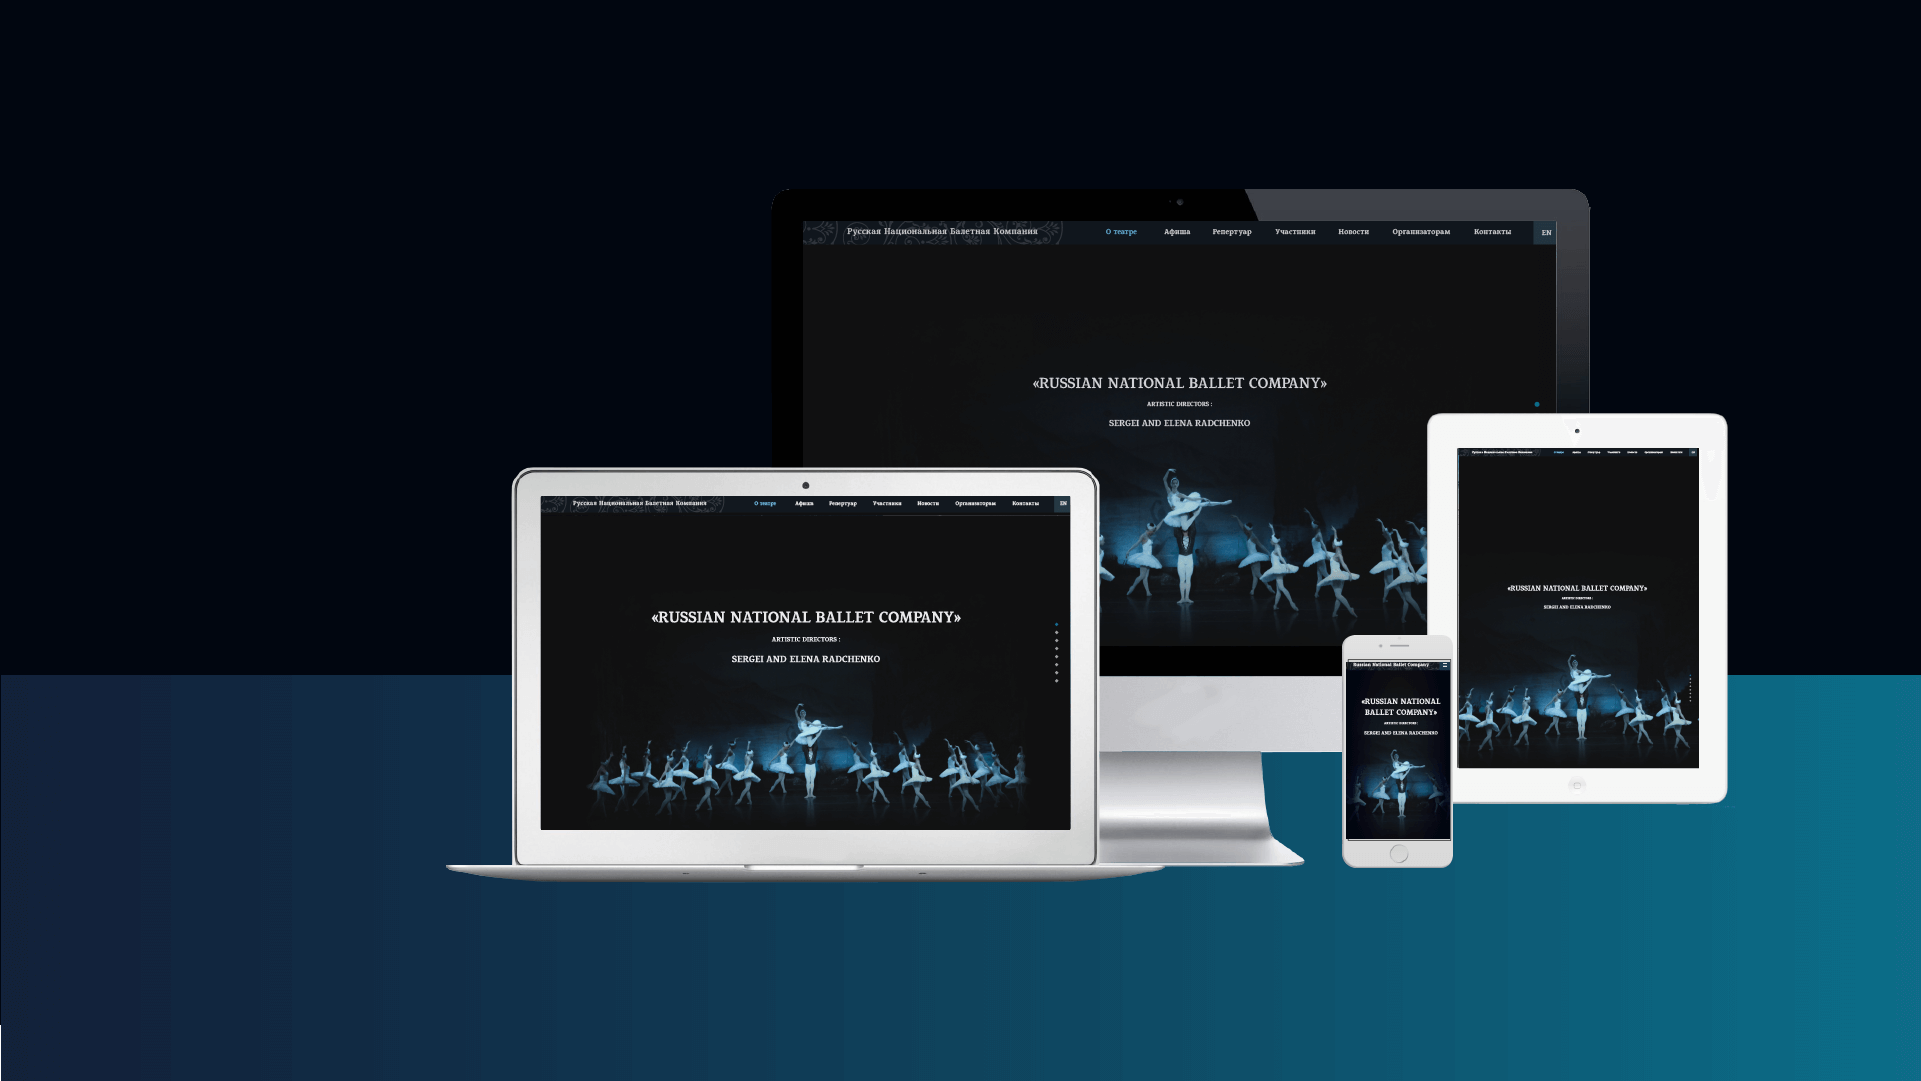 Русская Национальная Балетная Компания О театре Афиша Репертуар Участники Новости Организаторам Контакты EN
«RUSSIAN NATIONAL BALLET COMPANY»
ARTISTIC DIRECTORS :
SERGEI AND ELENA RADCHENKO
Русская Национальная Балетная Компания О театре Афиша Репертуар Участники Новости Организаторам Контакты EN
«RUSSIAN NATIONAL BALLET COMPANY»
ARTISTIC DIRECTORS :
SERGEI AND ELENA RADCHENKO
«RUSSIAN NATIONAL BALLET COMPANY»
ARTISTIC DIRECTORS :
SERGEI AND ELENA RADCHENKO
Russian National Ballet Company
«RUSSIAN NATIONAL
BALLET COMPANY»
ARTISTIC DIRECTORS :
SERGEI AND ELENA RADCHENKO